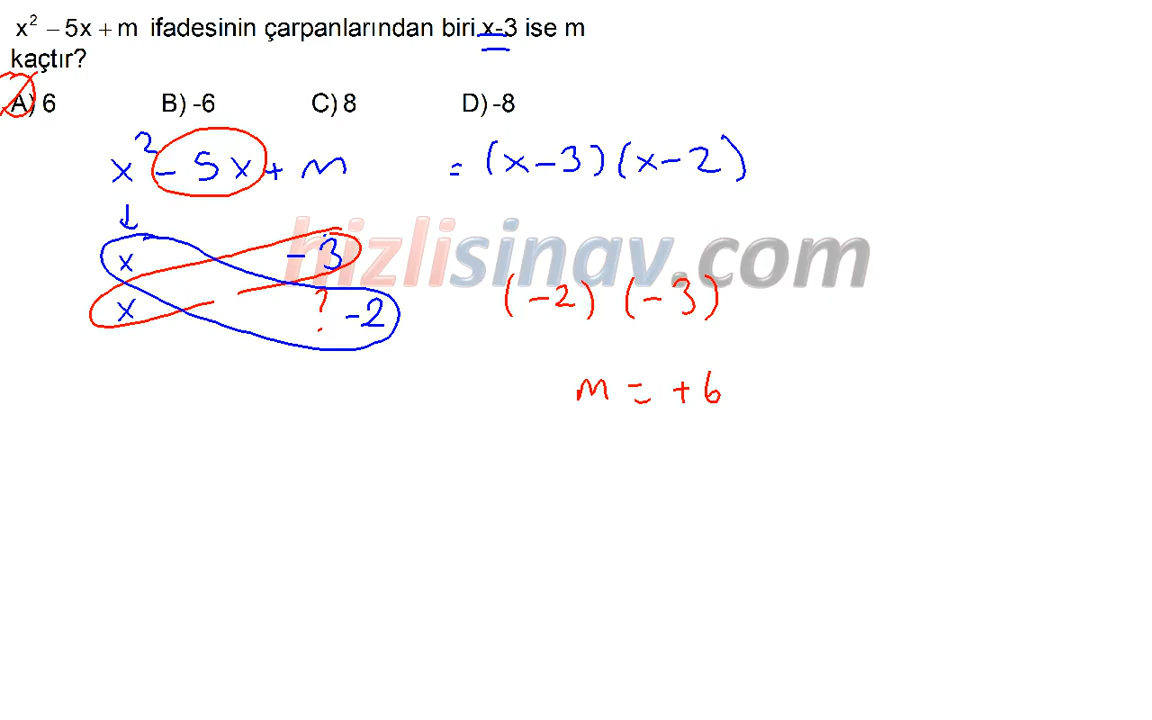 x² – 5x + m ifadesinin çarpanlarından biri x-3 ise m
kaçtır?
A) 6 B) -6 C) 8 D) -8
x² - 5x + m = (x-3)(x-2)
x -3
x ? -2
hizlisinav.com
(-2) (-3)
m = +6